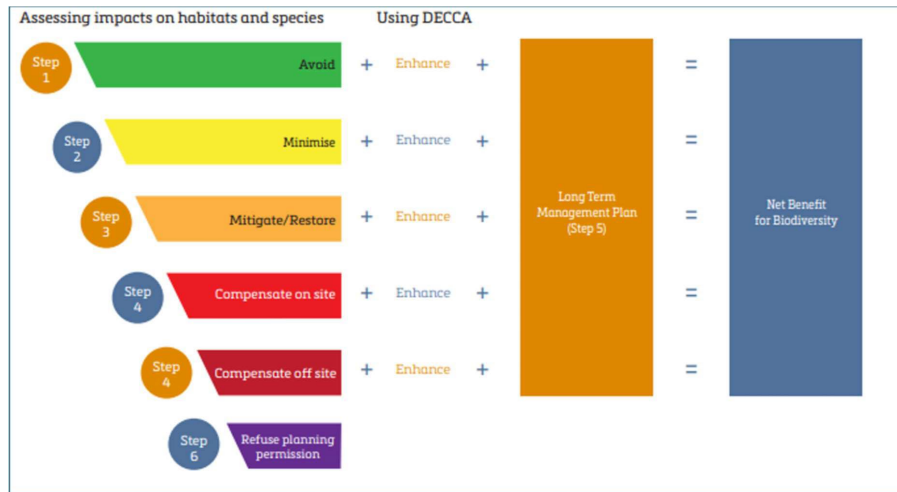 Assessing impacts on habitats and species
Using DECCA
Step
1
Avoid
+ Enhance + =
Step
2
Minimise
+ Enhance + =
Step
3
Mitigate/Restore
+ Enhance +
Long Term
Management Plan
(Step 5)
=
Net Benefit
for Biodiversity
Step
4
Compensate on site
+ Enhance + =
Step
4
Compensate off site
+ Enhance + =
Step
6
Refuse planning
permission